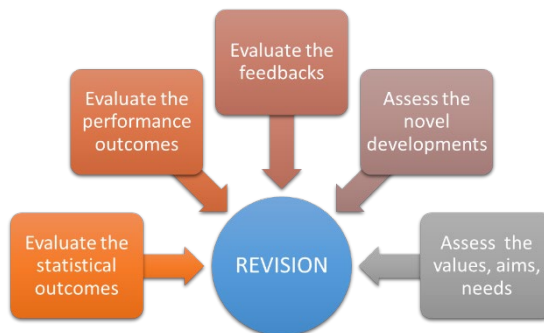 Evaluate the
feedbacks
Evaluate the
performance
outcomes
Assess the
novel
developments
Evaluate the
statistical
outcomes
REVISION
Assess the
values, aims,
needs